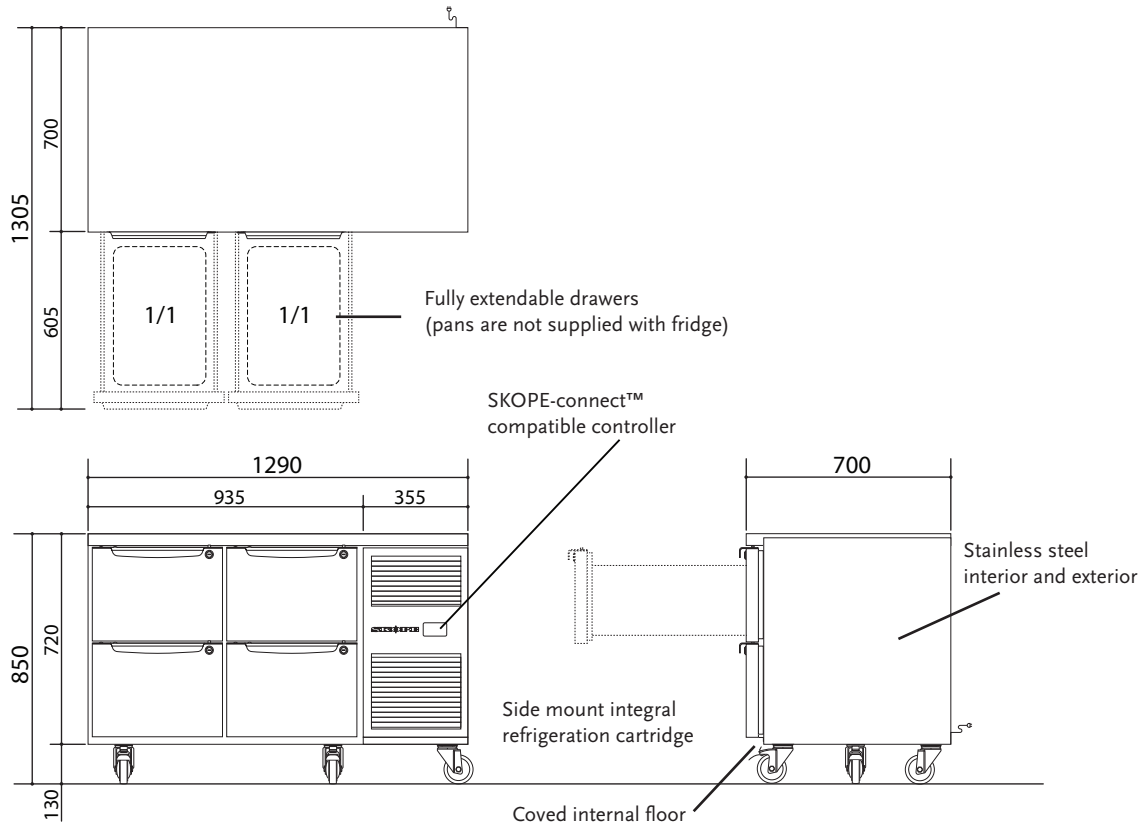 1305
700
605
1/1
1/1
Fully extendable drawers
(pans are not supplied with fridge)
SKOPE-connect™
compatible controller
1290
935
355
700
850
720
130
SKOPE
Stainless steel
interior and exterior
Side mount integral
refrigeration cartridge
Coved internal floor